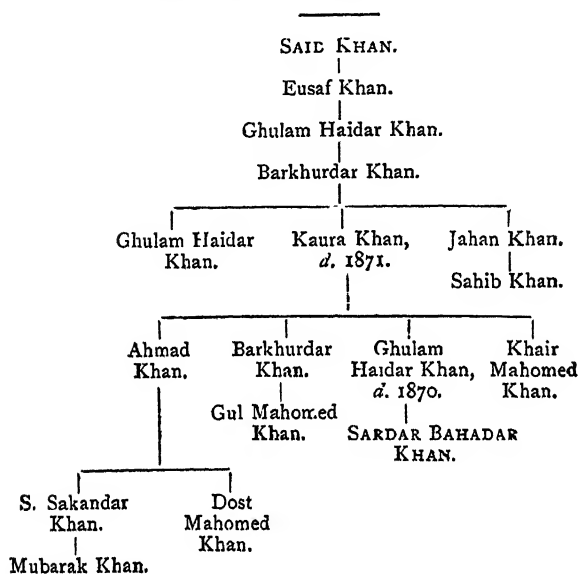 SAID KHAN.
Eusaf Khan.
Ghulam Haidar Khan.
Barkhurdar Khan.
Ghulam Haidar Khan.
Kaura Khan, d. 1871.
Jahan Khan.
Sahib Khan.
Ahmad Khan.
Barkhurdar Khan.
Ghulam Haidar Khan, d. 1870.
Khair Mahomed Khan.
Gul Mahomed Khan.
SARDAR BAHADAR KHAN.
S. Sakandar Khan.
Dost Mahomed Khan.
Mubarak Khan.